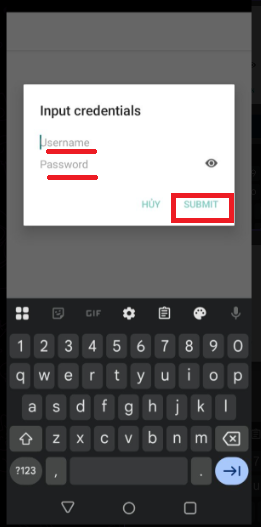 Input credentials
Username
Password
HỦY SUBMIT
GIF
1 2 3 4 5 6 7 8 9 0
q w e r t y u i o p
a s d f g h j k l
z x c v b n m
?123 , .